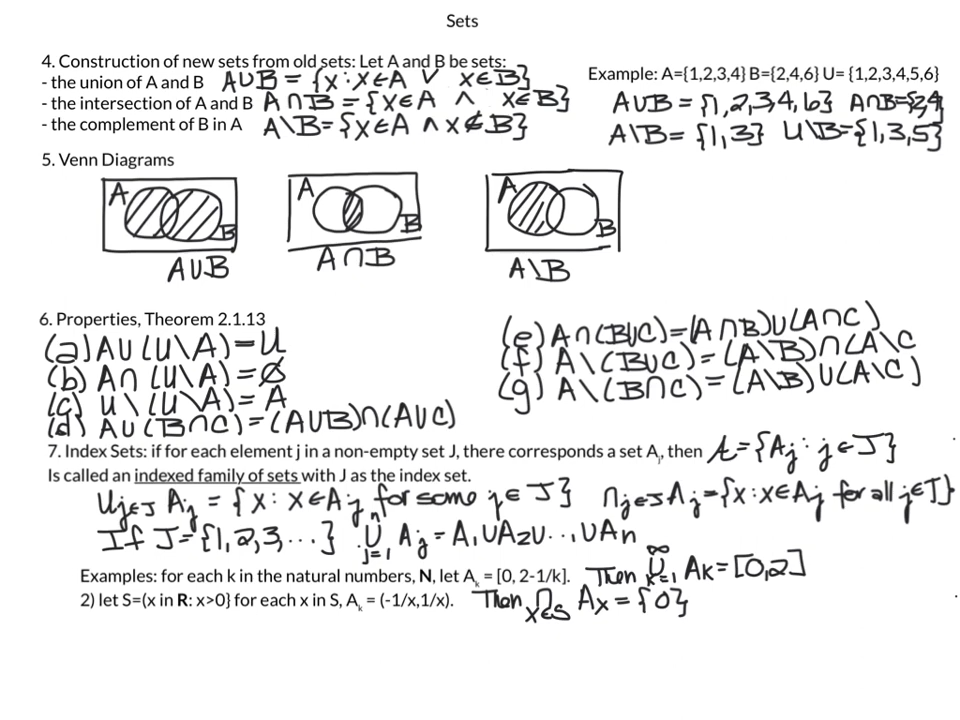 Sets
4. Construction of new sets from old sets: Let A and B be sets:
- the union of A and B A∪B = {x : x∈A ∨ x∈B}
- the intersection of A and B A∩B = {x∈A ∧ x∈B}
- the complement of B in A A\B = {x∈A ∧ x∉B}
Example: A={1,2,3,4} B={2,4,6} U= {1,2,3,4,5,6}
A∪B = {1,2,3,4,6} A∩B={2,4}
A\B= {1,3} U\B={1,3,5}
5. Venn Diagrams
A B
A∪B
A B
A∩B
A B
A\B
6. Properties, Theorem 2.1.13
(a) A∪(U\A)=U
(b) A∩(U\A)=∅
(c) U\(U\A)=A
(d) A∪(B∩C)=(A∪B)∩(A∪C)
(e) A∩(B∪C)=(A∩B)∪(A∩C)
(f) A\(B∪C)=(A\B)∩(A\C
(g) A\(B∩C)=(A\B)∪(A\C)
7. Index Sets: if for each element j in a non-empty set J, there corresponds a set Aⱼ, then 𝒜={Aⱼ: j∈J}
Is called an indexed family of sets with J as the index set.
∪j∈J Aj = {x: x∈Aj for some j∈J} ∩j∈J Aj={x:x∈Aj for all j∈J}
If J={1,2,3...} n ∪ j=1 Aj = A1∪A2∪...∪An
Examples: for each k in the natural numbers, N, let Aₖ = [0, 2-1/k]. Then ∞ ∪ k=1 Ak=[0,2]
2) let S=(x in R: x>0} for each x in S, Aₖ = (-1/x,1/x). Then ∩ x∈S Ax={0}